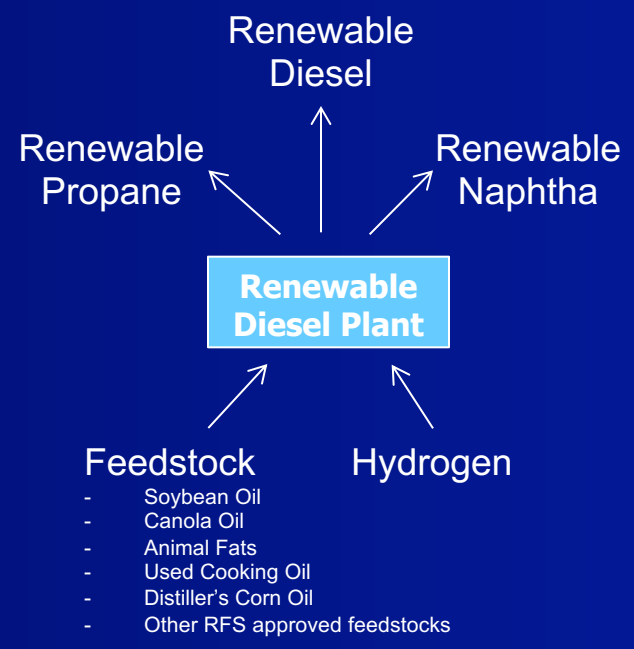 Renewable
Diesel
Renewable
Propane
Renewable
Naphtha
Renewable
Diesel Plant
Feedstock
- Soybean Oil
- Canola Oil
- Animal Fats
- Used Cooking Oil
- Distiller’s Corn Oil
- Other RFS approved feedstocks
Hydrogen